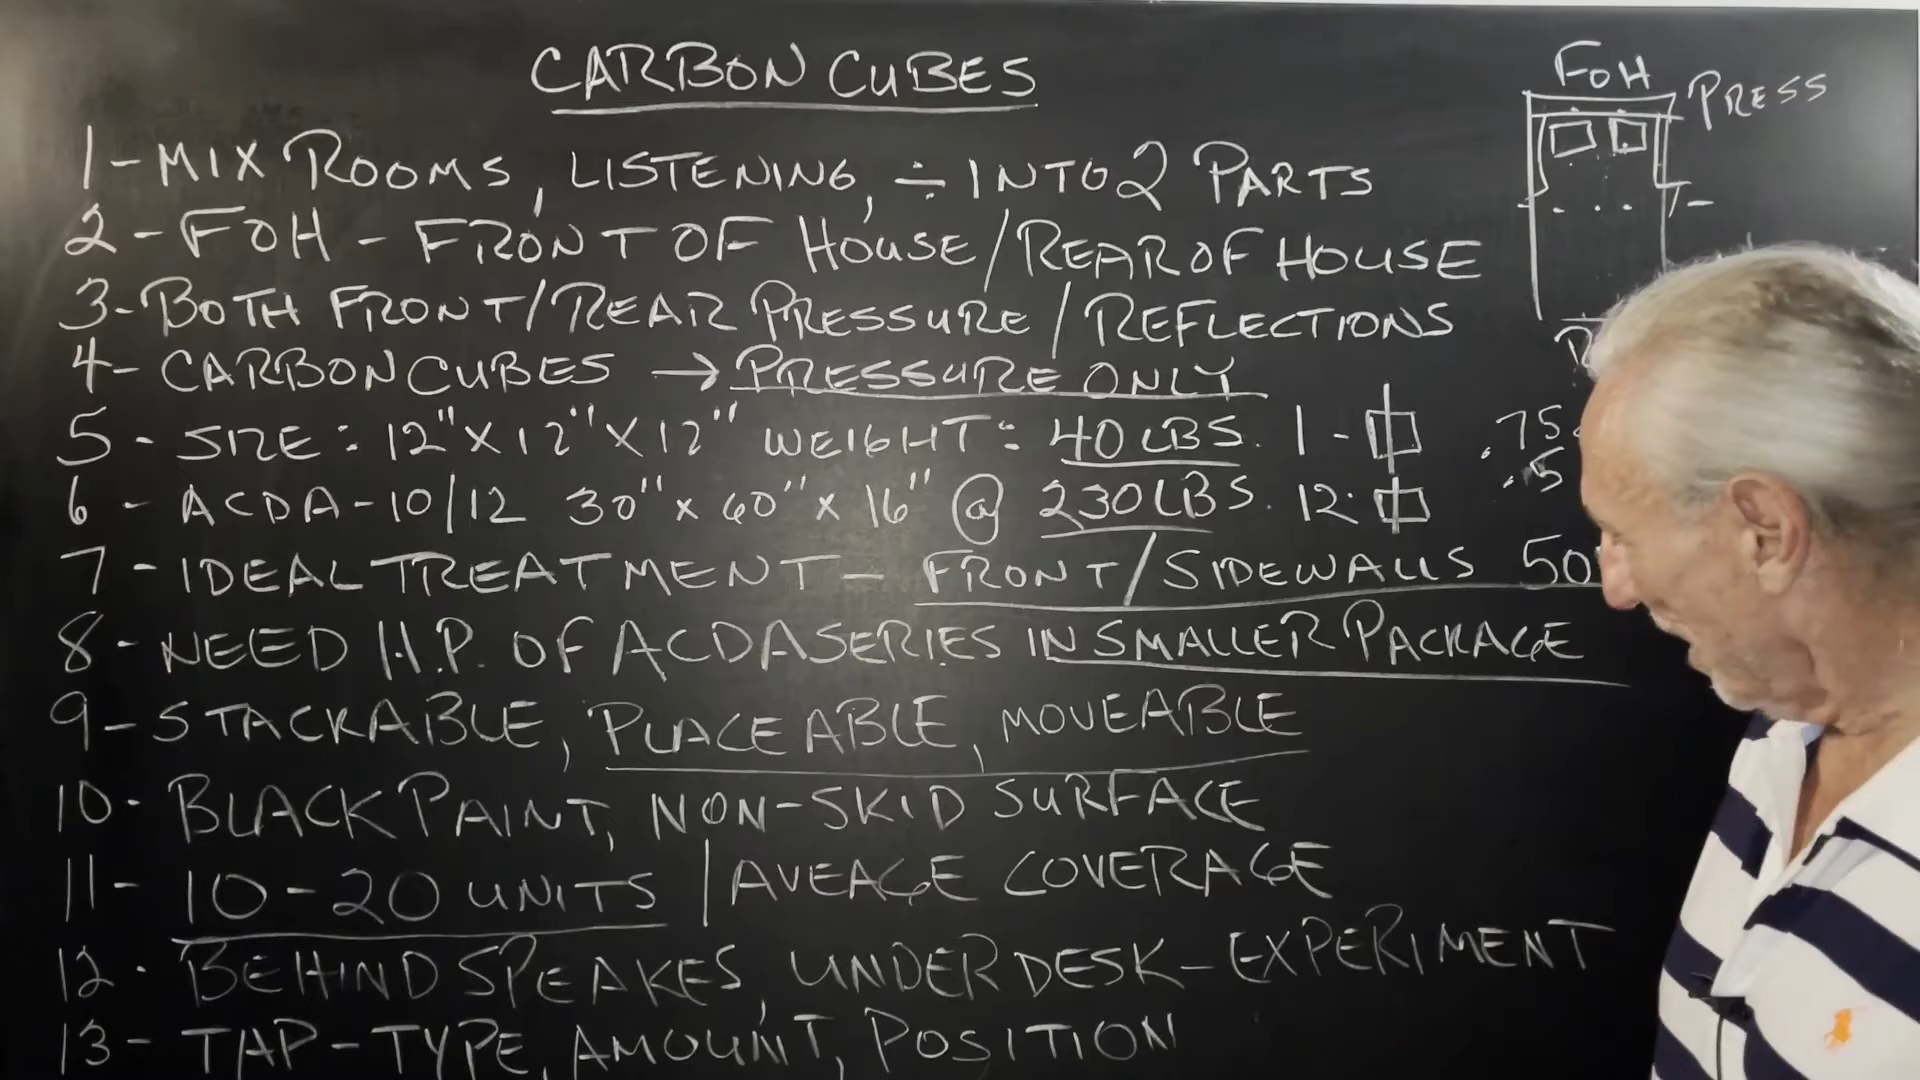 CARBON CUBES
FOH
PRESS
1-MIX ROOMS, LISTENING, ÷ INTO 2 PARTS
2-FOH-FRONT OF HOUSE/REAR OF HOUSE
3-BOTH FRONT/REAR PRESSURE/REFLECTIONS
4-CARBON CUBES → PRESSURE ONLY
5-SIZE: 12"X12"X12" WEIGHT: 40 LBS. 1-
.75
6-ACDA-10/12 30"x60"x16" @ 230 LBS. 12:
.5
7-IDEAL TREATMENT-FRONT/SIDEWALLS 50
8-NEED H.P. OF ACDA SERIES IN SMALLER PACKAGE
9-STACKABLE, PLACEABLE, MOVEABLE
10-BLACK PAINT, NON-SKID SURFACE
11-10-20 UNITS | AVEAGE COVERAGE
12-BEHIND SPEAKES, UNDER DESK-EXPERIMENT
13-TAP-TYPE, AMOUNT, POSITION